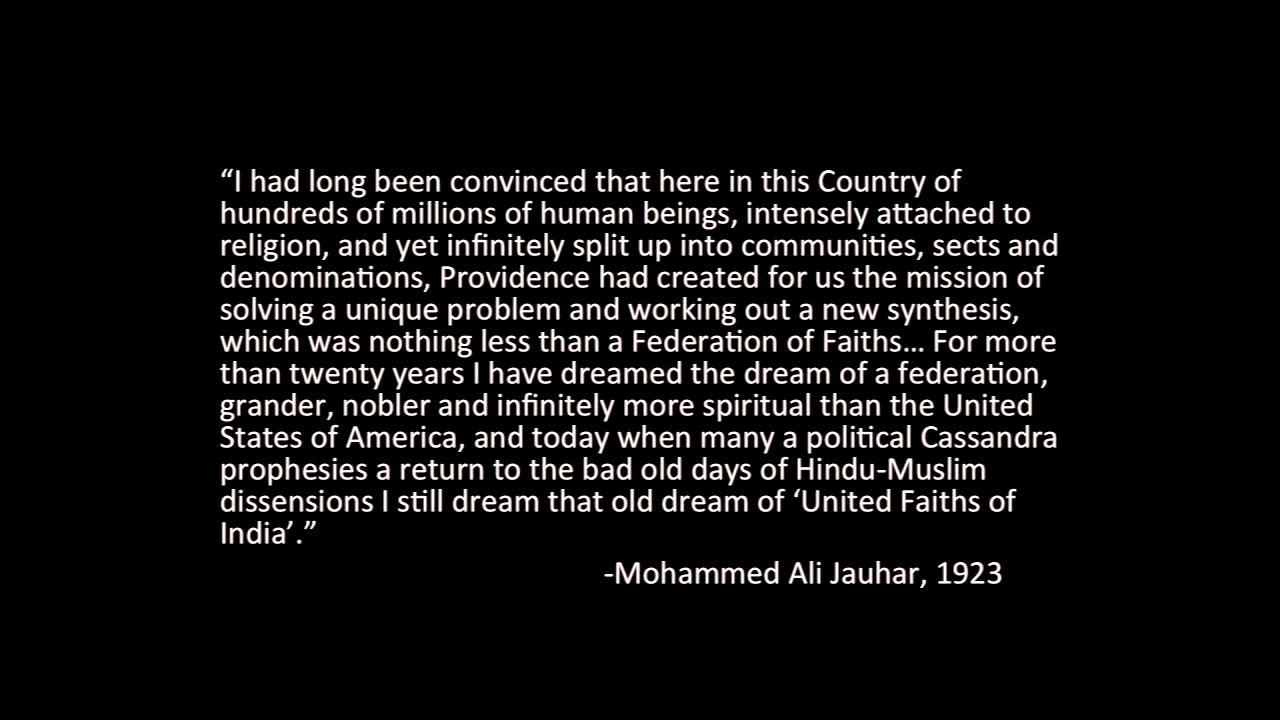 “I had long been convinced that here in this Country of
hundreds of millions of human beings, intensely attached to
religion, and yet infinitely split up into communities, sects and
denominations, Providence had created for us the mission of
solving a unique problem and working out a new synthesis,
which was nothing less than a Federation of Faiths… For more
than twenty years I have dreamed the dream of a federation,
grander, nobler and infinitely more spiritual than the United
States of America, and today when many a political Cassandra
prophesies a return to the bad old days of Hindu-Muslim
dissensions I still dream that old dream of ‘United Faiths of
India’.”
-Mohammed Ali Jauhar, 1923